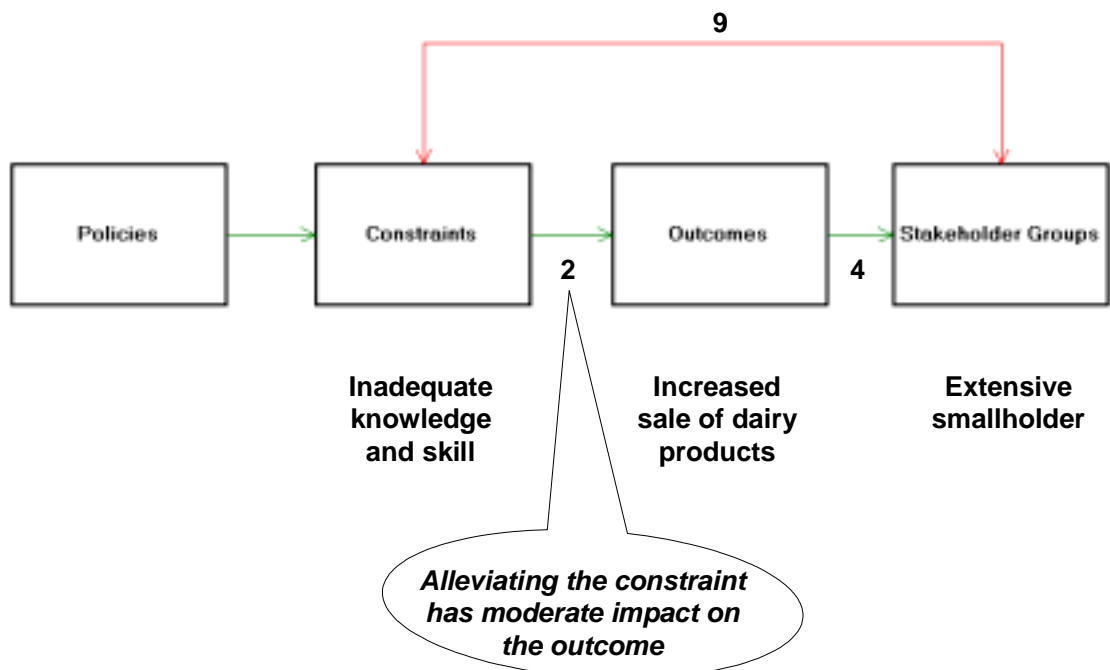 9
Policies
Constraints
Outcomes
Stakeholder Groups
2
4
Inadequate
knowledge
and skill
Increased
sale of dairy
products
Extensive
smallholder
Alleviating the constraint
has moderate impact on
the outcome